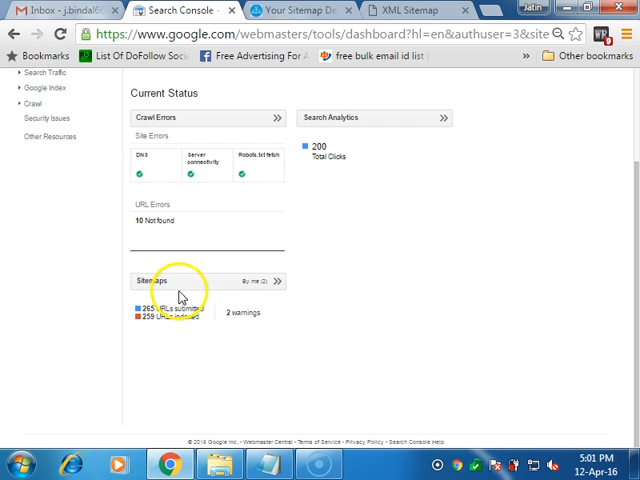 Inbox - j.bindal66
Search Console -
Your Sitemap De
XML Sitemap
Jatin
https://www.google.com/webmasters/tools/dashboard?hl=en&authuser=3&site
Bookmarks
List Of DoFollow Soci
Free Advertising For A
free bulk email id list
»
Other bookmarks
Search Traffic
Google Index
Crawl
Security Issues
Other Resources
Current Status
Crawl Errors
Search Analytics
Site Errors
DNS
Server connectivity
Robots.txt fetch
200
Total Clicks
URL Errors
10 Not found
Sitemaps
By me (2)
265 URLs submitted
259 URLs indexed
2 warnings
© 2016 Google Inc. - Webmaster Central - Terms of Service - Privacy Policy - Search Console Help
5:01 PM
12-Apr-16